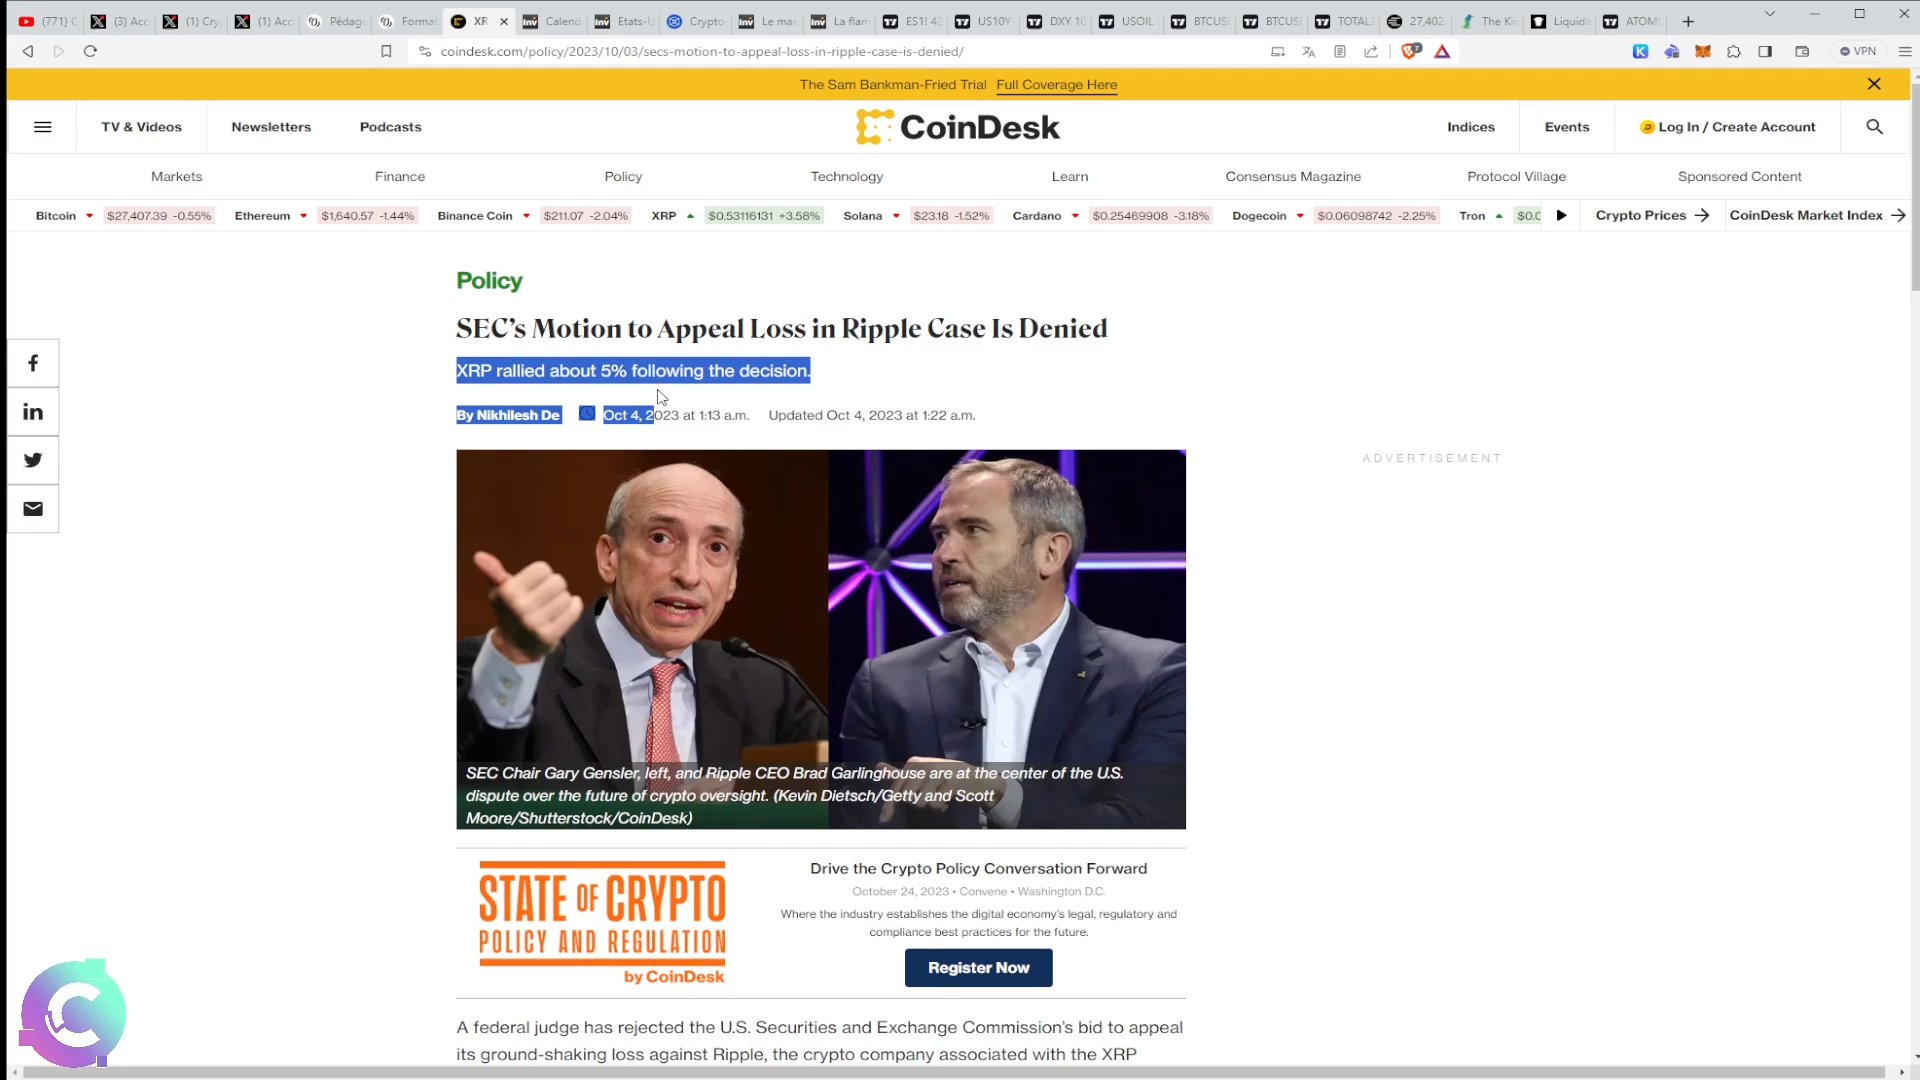 (771) C
(3) Acc
(1) Cry
(1) Acc
Pédago
Format
XR
Calend
Etats-U
Crypto
Le mar
La flam
ES1! 42
US10Y
DXY 10
USOIL
BTCUS
BTCUS
TOTAL
27,402
The Kin
Liquida
ATOM
coindesk.com/policy/2023/10/03/secs-motion-to-appeal-loss-in-ripple-case-is-denied/
VPN
The Sam Bankman-Fried Trial Full Coverage Here
TV & Videos
Newsletters
Podcasts
CoinDesk
Indices
Events
Log In / Create Account
Markets
Finance
Policy
Technology
Learn
Consensus Magazine
Protocol Village
Sponsored Content
Bitcoin $27,407.39 -0.55%
Ethereum $1,640.57 -1.44%
Binance Coin $211.07 -2.04%
XRP $0.53116131 +3.58%
Solana $23.18 -1.52%
Cardano $0.25469908 -3.18%
Dogecoin $0.06098742 -2.25%
Tron $0.0
Crypto Prices
CoinDesk Market Index
Policy
SEC's Motion to Appeal Loss in Ripple Case Is Denied
XRP rallied about 5% following the decision.
By Nikhilesh De Oct 4, 2023 at 1:13 a.m. Updated Oct 4, 2023 at 1:22 a.m.
ADVERTISEMENT
SEC Chair Gary Gensler, left, and Ripple CEO Brad Garlinghouse are at the center of the U.S.
dispute over the future of crypto oversight. (Kevin Dietsch/Getty and Scott
Moore/Shutterstock/CoinDesk)
STATE OF CRYPTO
POLICY AND REGULATION
by CoinDesk
Drive the Crypto Policy Conversation Forward
October 24, 2023 • Convene • Washington D.C.
Where the industry establishes the digital economy's legal, regulatory and
compliance best practices for the future.
Register Now
A federal judge has rejected the U.S. Securities and Exchange Commission's bid to appeal
its ground-shaking loss against Ripple, the crypto company associated with the XRP